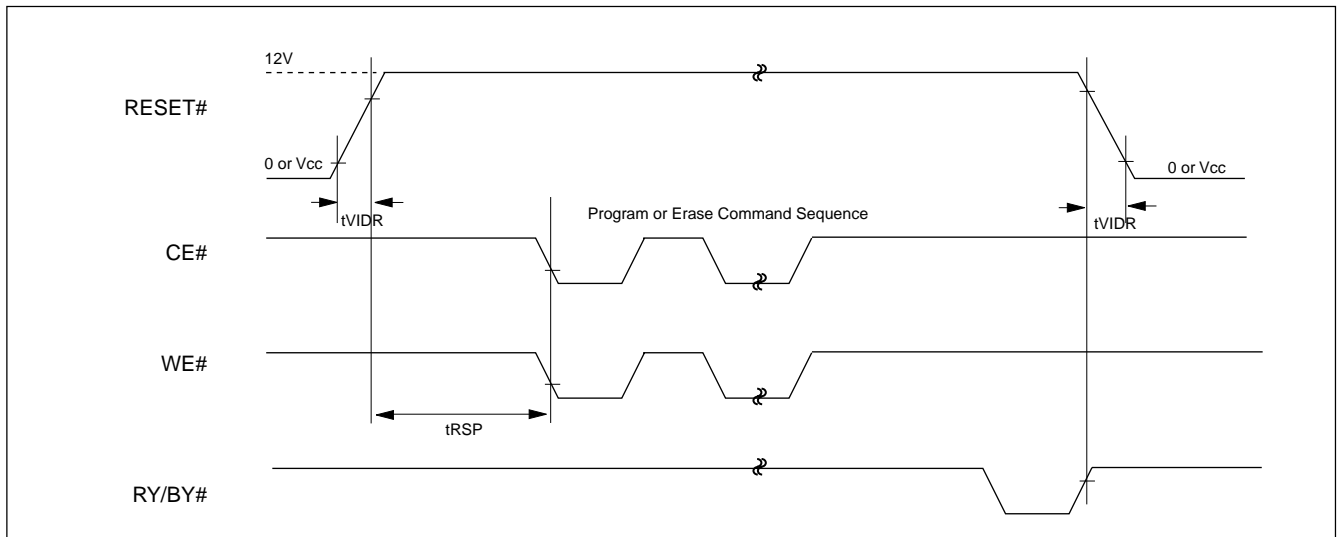 12V
RESET#
0 or Vcc
0 or Vcc
tVIDR
Program or Erase Command Sequence
tVIDR
CE#
WE#
tRSP
RY/BY#